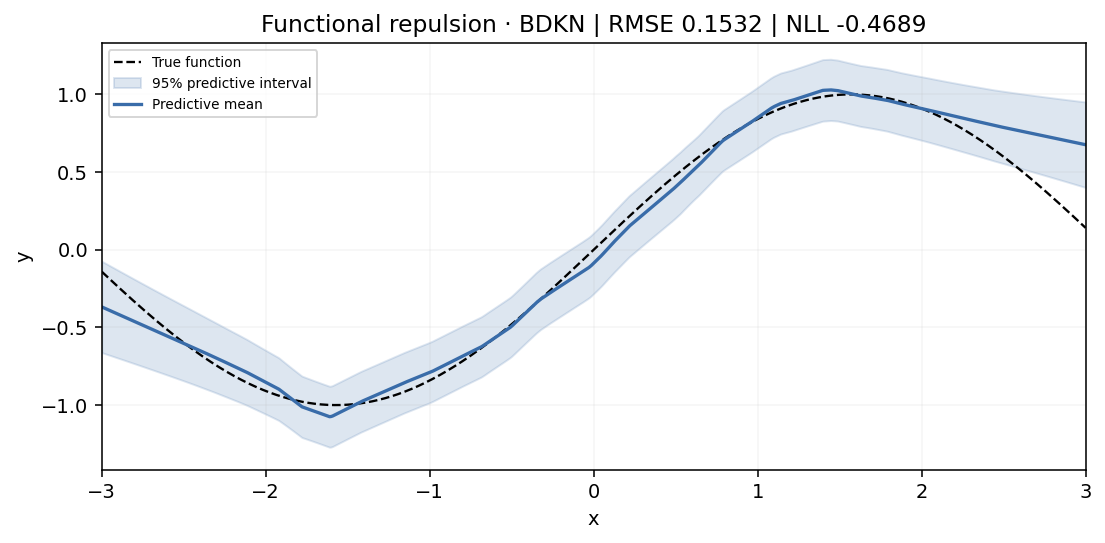 Functional repulsion · BDKN | RMSE 0.1532 | NLL -0.4689
True function
95% predictive interval
Predictive mean
y
1.0
0.5
0.0
−0.5
−1.0
−3
−2
−1
0
1
2
3
x